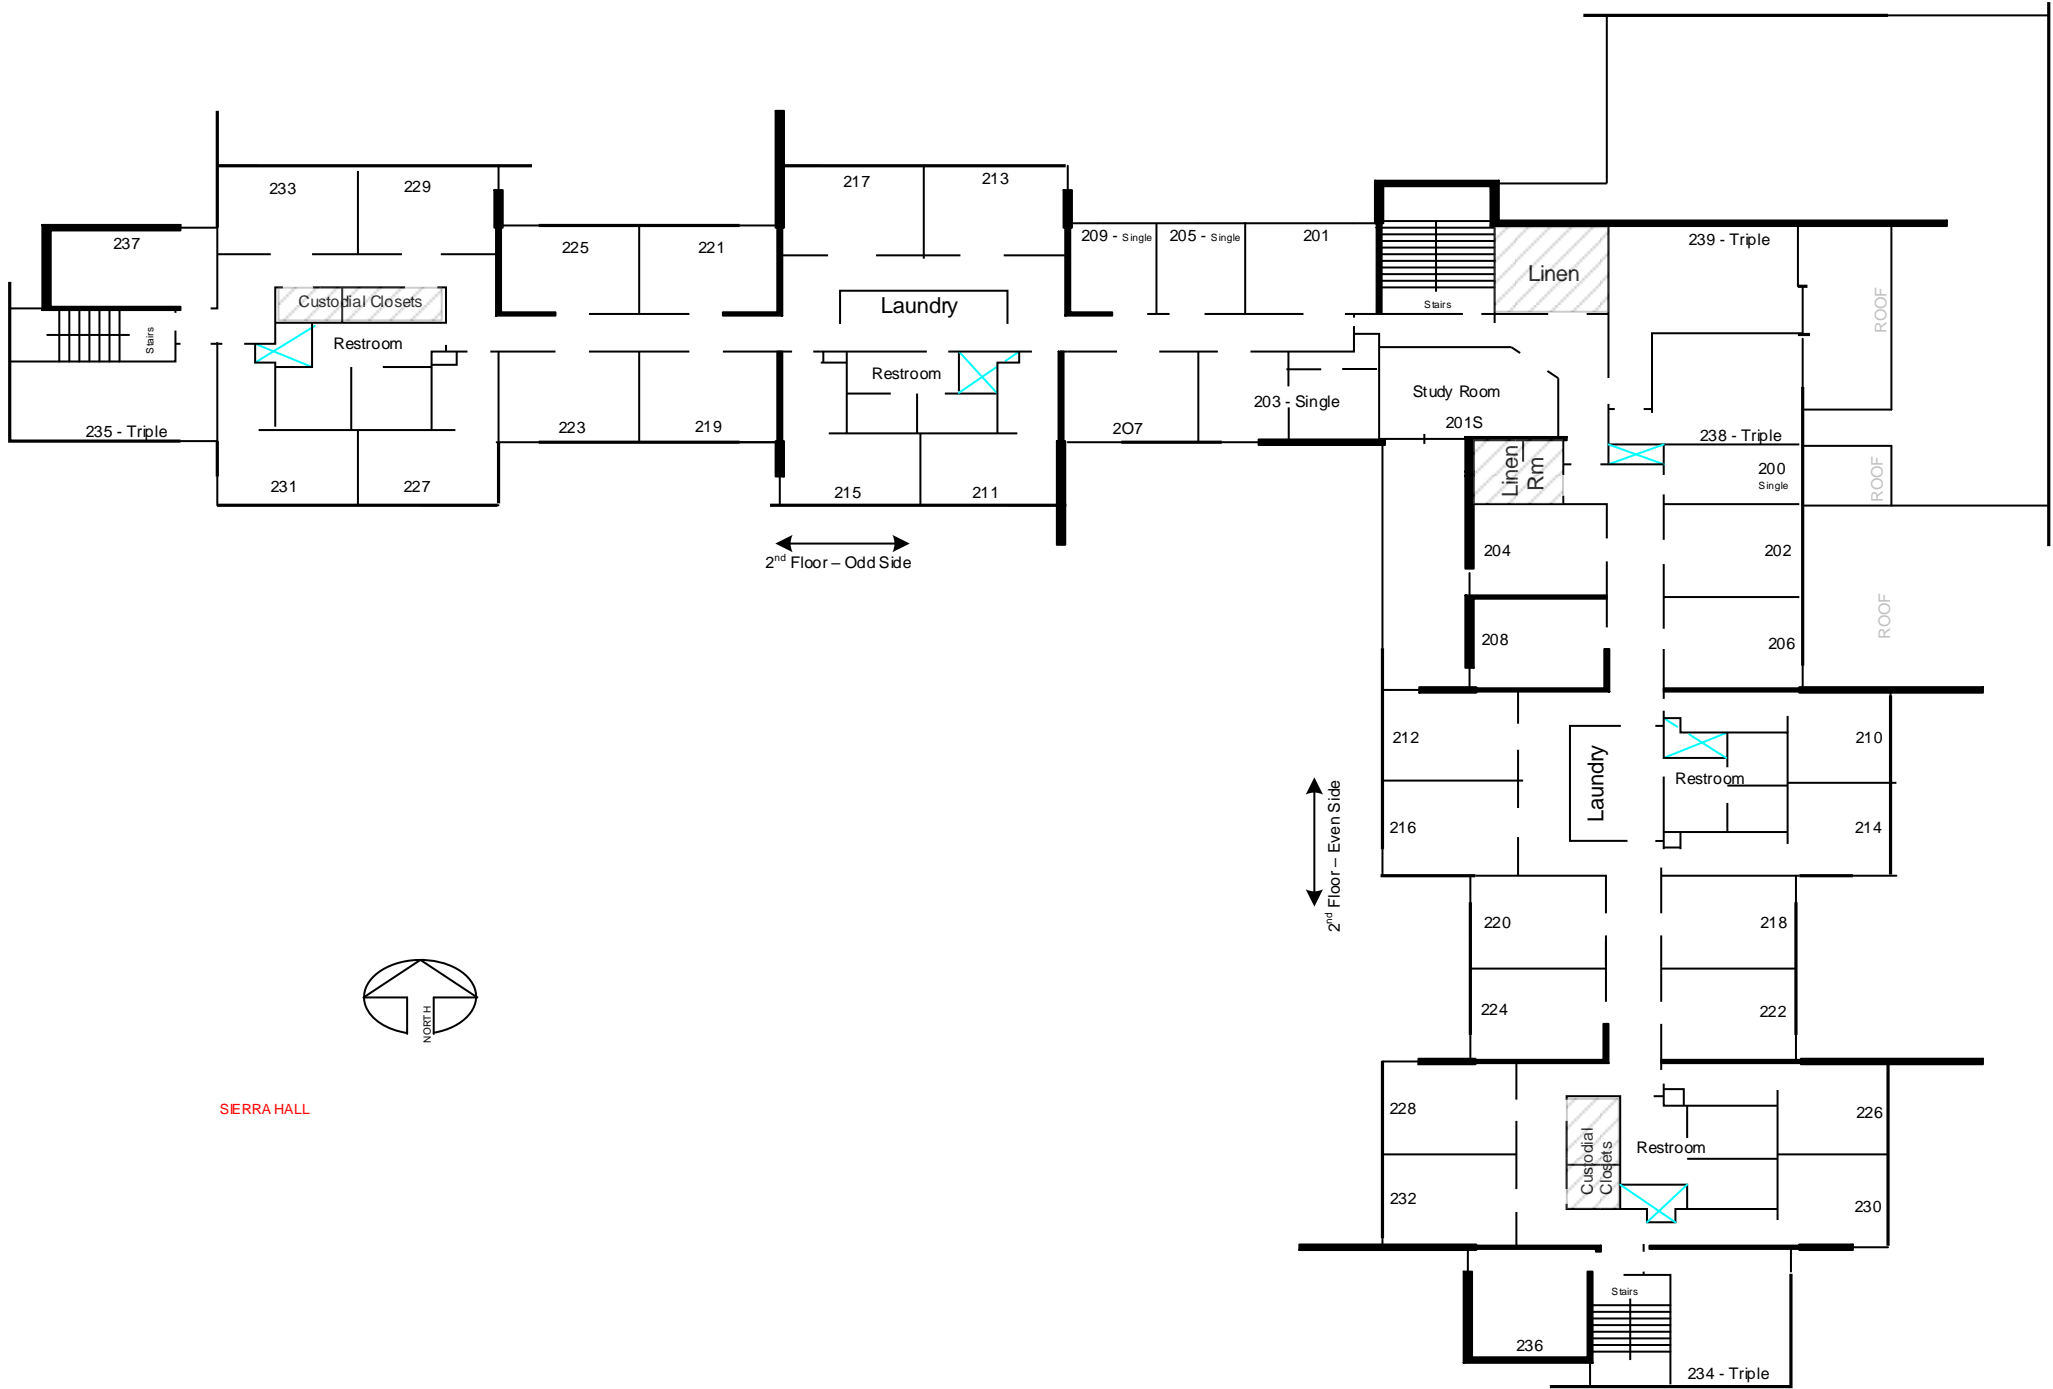 233
229
217
213
237
225
221
209 - Single
205 - Single
201
239 - Triple
Linen
Custodial Closets
Laundry
Stairs
ROOF
Stairs
Restroom
Restroom
Study Room
201S
203 - Single
235 - Triple
223
219
2O7
238 - Triple
231
227
215
211
Linen
Rm
200
Single
ROOF
2nd Floor – Odd Side
204
202
ROOF
208
206
212
Laundry
Restroom
210
216
214
2nd Floor – Even Side
220
218
224
222
NORTH
SIERRA HALL
228
226
Custodial
Closets
Restroom
232
230
Stairs
236
234 - Triple